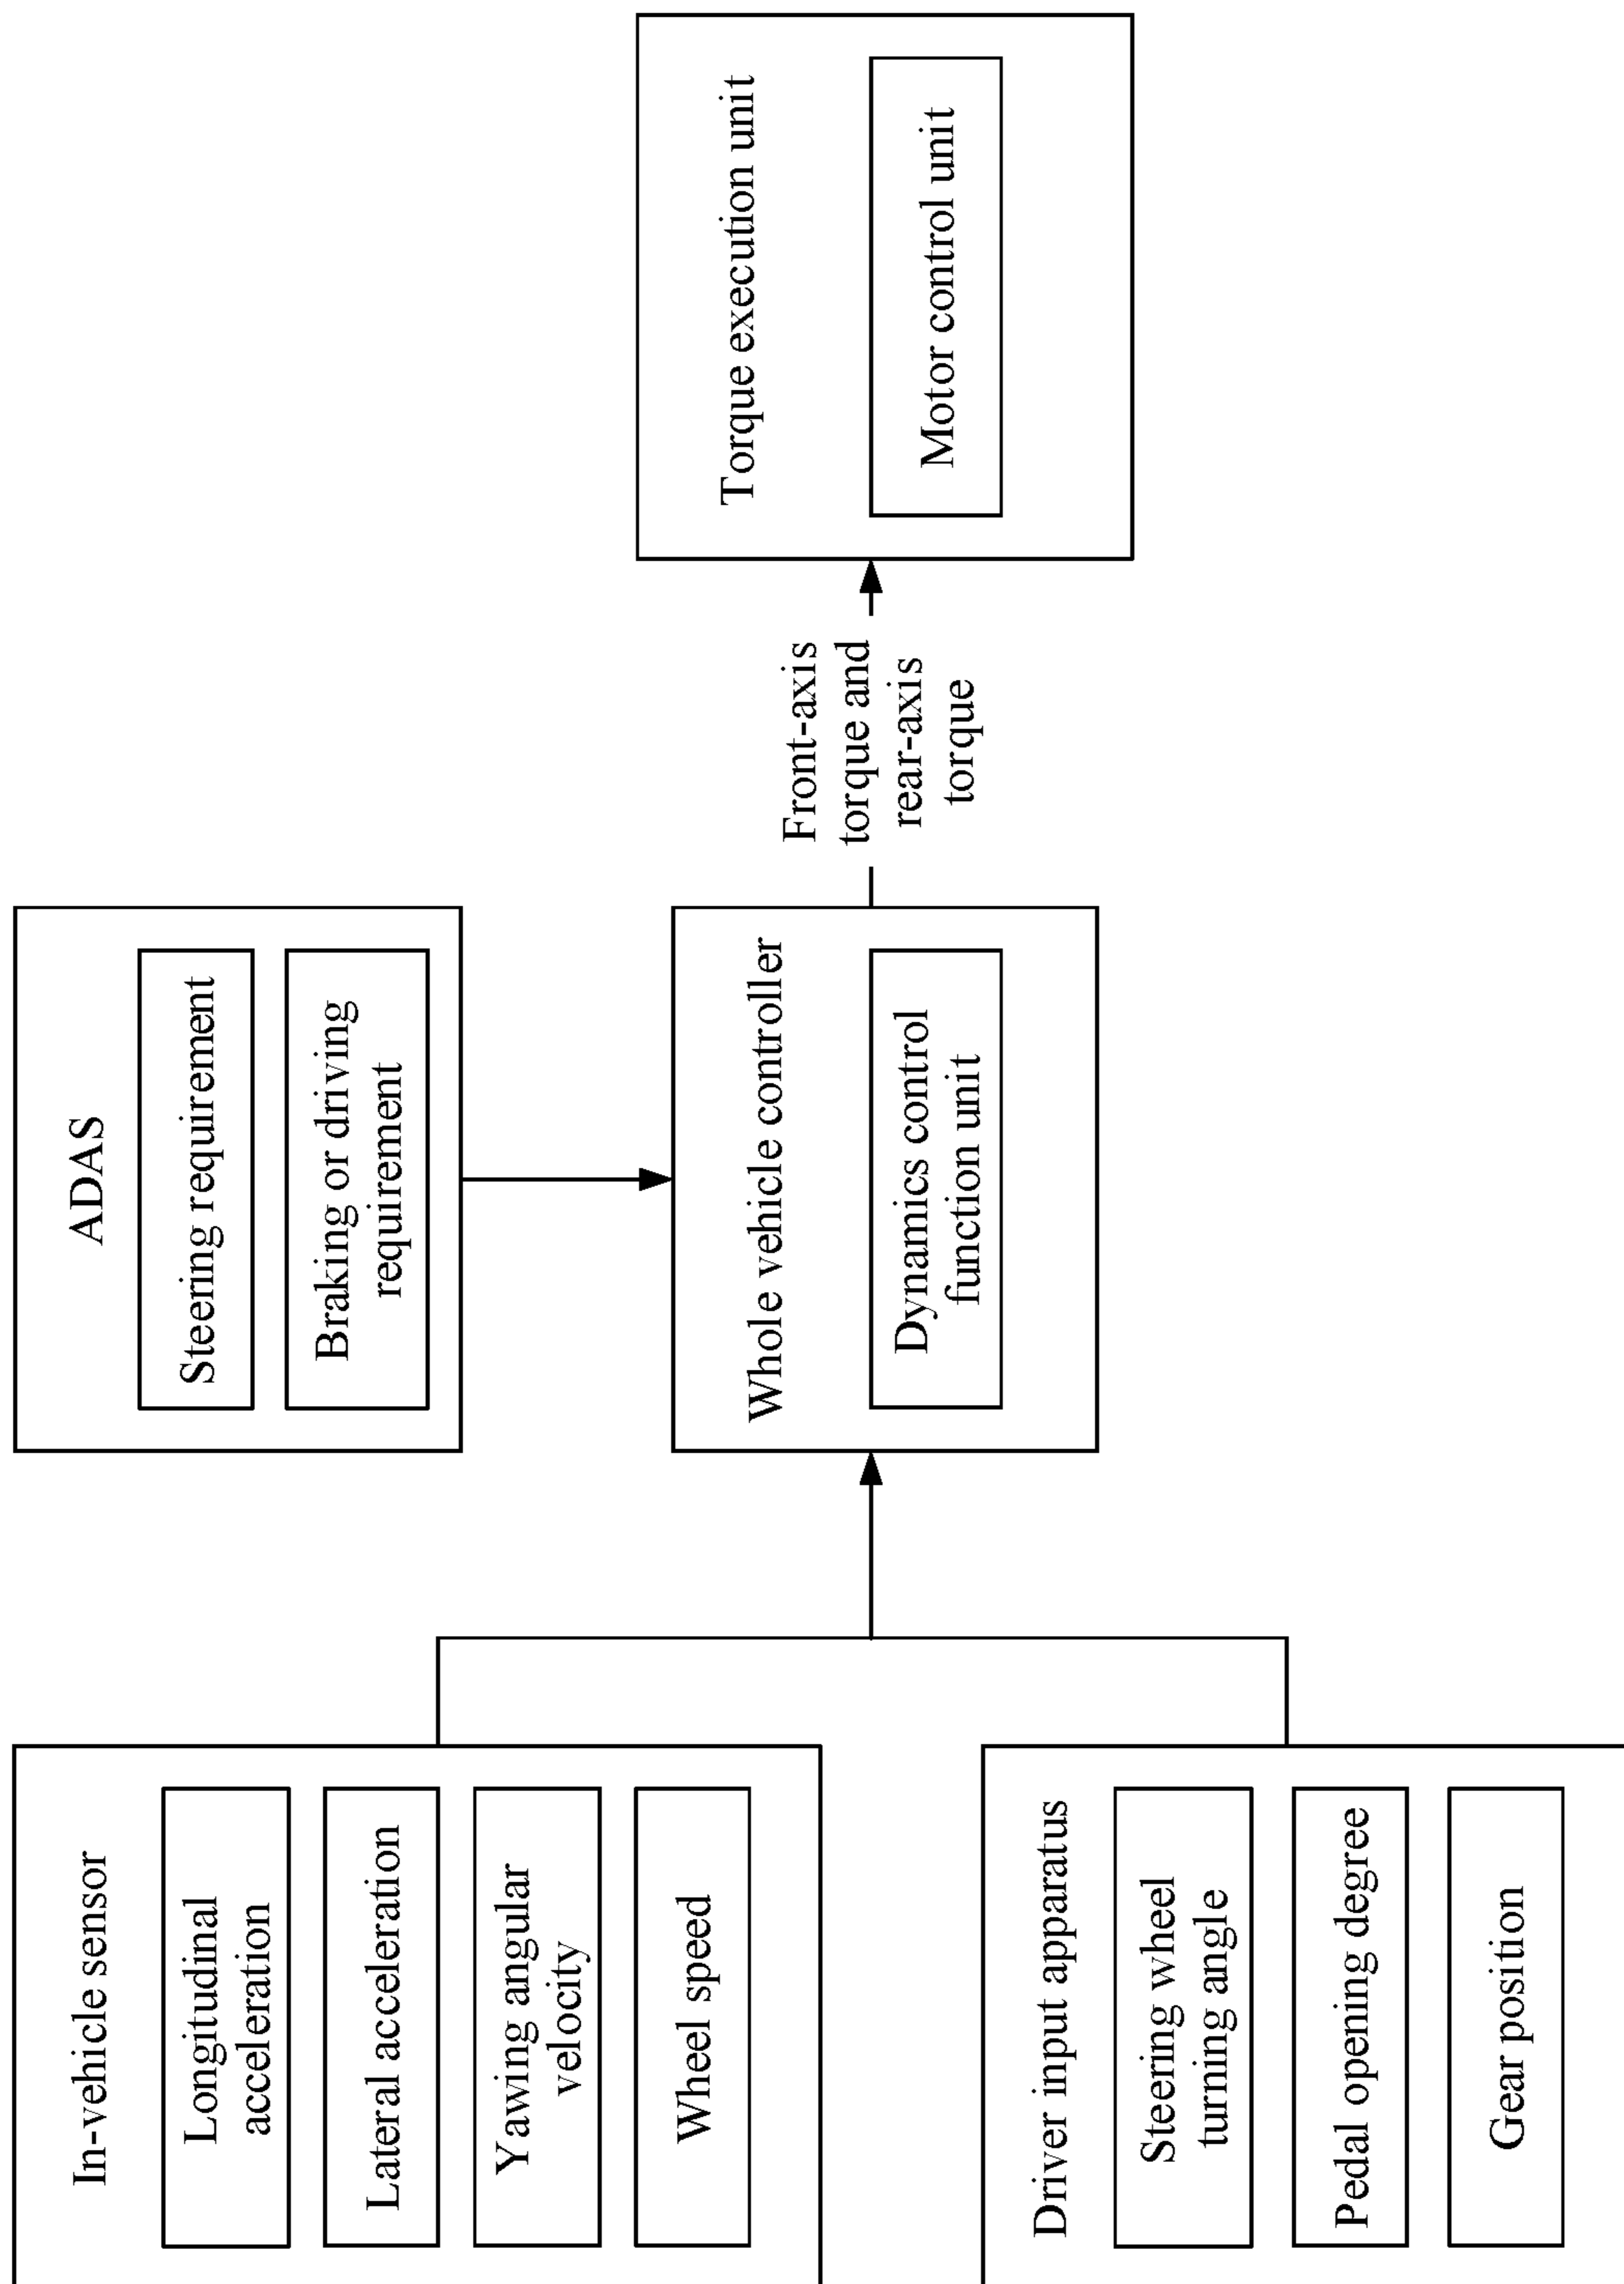 In-vehicle sensor
Longitudinal
acceleration
Lateral acceleration
Yawing angular
velocity
Wheel speed
Driver input apparatus
Steering wheel
turning angle
Pedal opening degree
Gear position
ADAS
Steering requirement
Braking or driving
requirement
Whole vehicle controller
Dynamics control
function unit
Front-axis
torque and
rear-axis
torque
Torque execution unit
Motor control unit